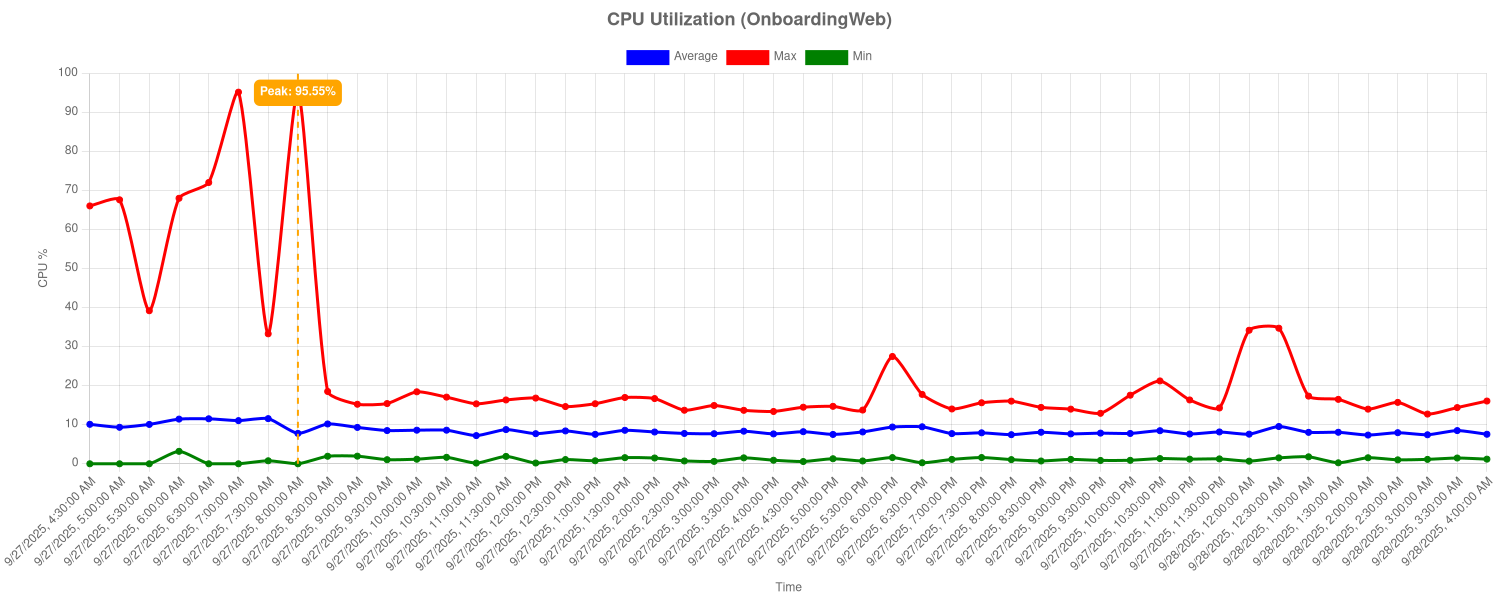 CPU Utilization (OnboardingWeb)
Average Max Min
100
Peak: 95.55%
90
80
70
60
50
CPU %
40
30
20
10
0
9/27/2025, 4:30:00 AM
9/27/2025, 5:00:00 AM
9/27/2025, 5:30:00 AM
9/27/2025, 6:00:00 AM
9/27/2025, 6:30:00 AM
9/27/2025, 7:00:00 AM
9/27/2025, 7:30:00 AM
9/27/2025, 8:00:00 AM
9/27/2025, 8:30:00 AM
9/27/2025, 9:00:00 AM
9/27/2025, 9:30:00 AM
9/27/2025, 10:00:00 AM
9/27/2025, 10:30:00 AM
9/27/2025, 11:00:00 AM
9/27/2025, 11:30:00 AM
9/27/2025, 12:00:00 PM
9/27/2025, 12:30:00 PM
9/27/2025, 1:00:00 PM
9/27/2025, 1:30:00 PM
9/27/2025, 2:00:00 PM
9/27/2025, 2:30:00 PM
9/27/2025, 3:00:00 PM
9/27/2025, 3:30:00 PM
9/27/2025, 4:00:00 PM
9/27/2025, 4:30:00 PM
9/27/2025, 5:00:00 PM
9/27/2025, 5:30:00 PM
9/27/2025, 6:00:00 PM
9/27/2025, 6:30:00 PM
9/27/2025, 7:00:00 PM
9/27/2025, 7:30:00 PM
9/27/2025, 8:00:00 PM
9/27/2025, 8:30:00 PM
9/27/2025, 9:00:00 PM
9/27/2025, 9:30:00 PM
9/27/2025, 10:00:00 PM
9/27/2025, 10:30:00 PM
9/27/2025, 11:00:00 PM
9/27/2025, 11:30:00 PM
9/28/2025, 12:00:00 AM
9/28/2025, 12:30:00 AM
9/28/2025, 1:00:00 AM
9/28/2025, 1:30:00 AM
9/28/2025, 2:00:00 AM
9/28/2025, 2:30:00 AM
9/28/2025, 3:00:00 AM
9/28/2025, 3:30:00 AM
9/28/2025, 4:00:00 AM
Time